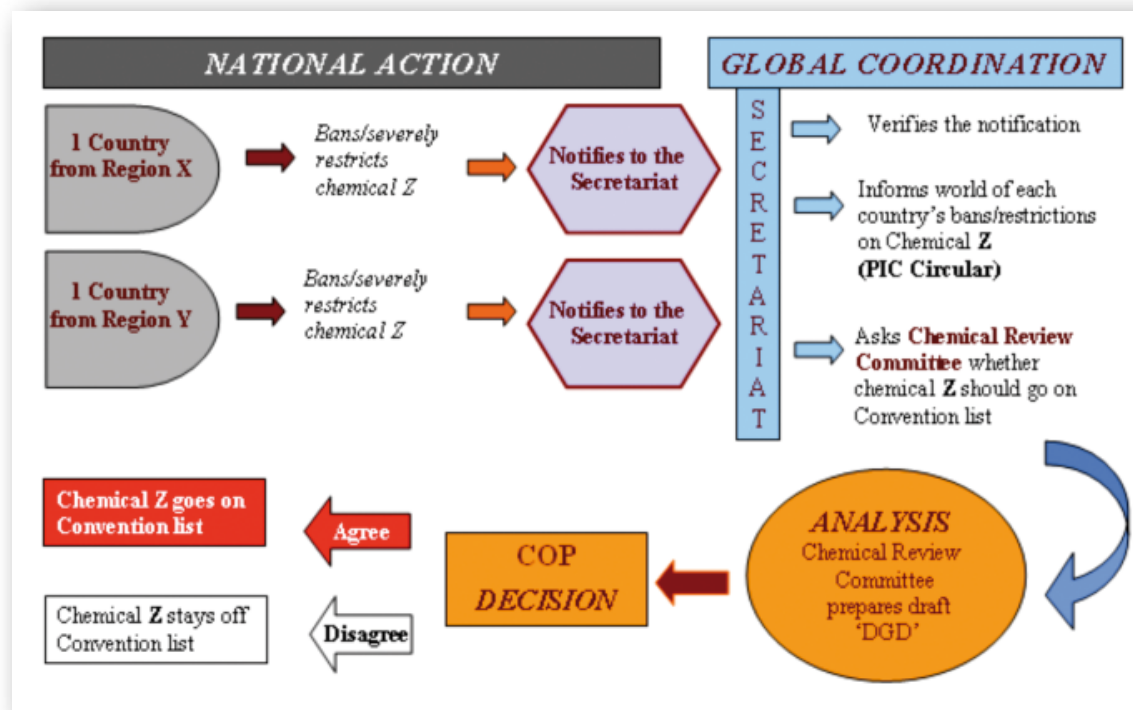 NATIONAL ACTION
GLOBAL COORDINATION
1 Country
from Region X
Bans/severely
restricts
chemical Z
Notifies to the
Secretariat
1 Country
from Region Y
Bans/severely
restricts
chemical Z
Notifies to the
Secretariat
SECRETARIAT
Verifies the notification
Informs world of each
country's bans/restrictions
on Chemical Z
(PIC Circular)
Asks Chemical Review
Committee whether
chemical Z should go on
Convention list
ANALYSIS
Chemical Review
Committee
prepares draft
'DGD'
COP
DECISION
Agree
Chemical Z goes on
Convention list
Disagree
Chemical Z stays off
Convention list